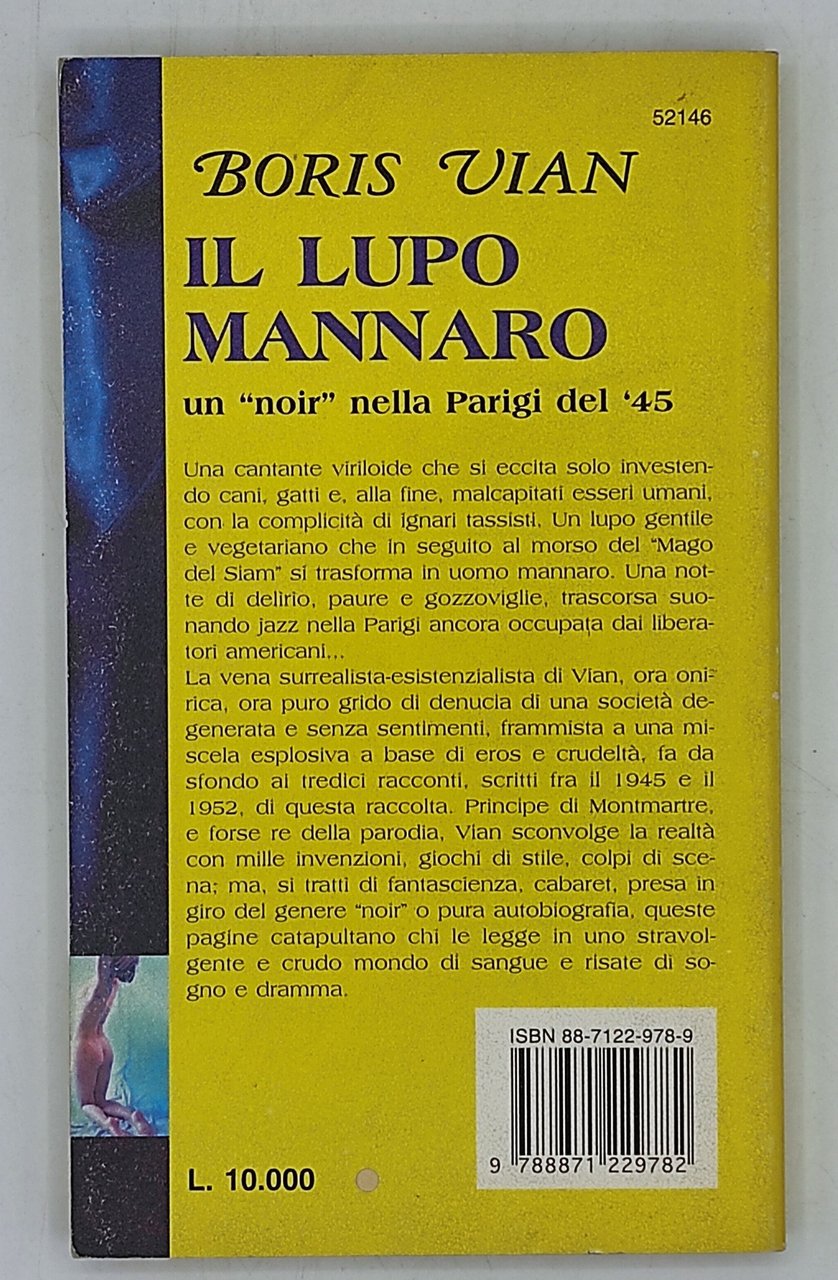 52146
BORIS VIAN
IL LUPO
MANNARO
un “noir” nella Parigi del ‘45
Una cantante viriloide che si eccita solo investen-
do cani, gatti e, alla fine, malcapitati esseri umani,
con la complicità di ignari tassisti. Un lupo gentile
e vegetariano che in seguito al morso del “Mago
del Siam” si trasforma in uomo mannaro. Una not-
te di delirio, paure e gozzoviglie, trascorsa suo-
nando jazz nella Parigi ancora occupata dai libera-
tori americani...
La vena surrealista-esistenzialista di Vian, ora oni-
rica, ora puro grido di denucia di una società de-
generata e senza sentimenti, frammista a una mi-
scela esplosiva a base di eros e crudeltà, fa da
sfondo ai tredici racconti, scritti fra il 1945 e il
1952, di questa raccolta. Principe di Montmartre,
e forse re della parodia, Vian sconvolge la realtà
con mille invenzioni, giochi di stile, colpi di sce-
na; ma, si tratti di fantascienza, cabaret, presa in
giro del genere “noir” o pura autobiografia, queste
pagine catapultano chi le legge in uno stravol-
gente e crudo mondo di sangue e risate di so-
gno e dramma.
ISBN 88-7122-978-9
9 788871 229782
L. 10.000